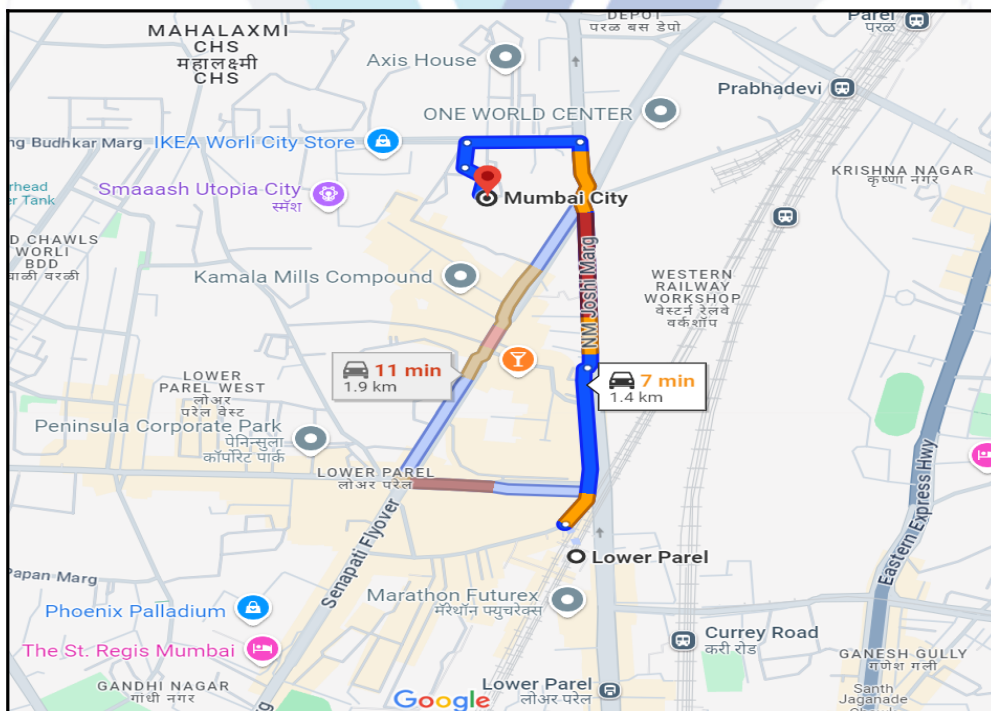 DEPOT
परळ बस डेपो
Parel
परळ
MAHALAXMI
CHS
महालक्ष्मी
CHS
Axis House
Prabhadevi
ONE WORLD CENTER
ng Budhkar Marg
IKEA Worli City Store
KRISHNA NAGAR
कृष्णा नगर
erhead
er Tank
Smaaash Utopia City
स्मॅश
Mumbai City
D CHAWLS
WORLI
BDD
चाळी वरळी
Kamala Mills Compound
NM Joshi Marg
WESTERN
RAILWAY
WORKSHOP
वेस्टर्न रेल्वे
वर्कशॉप
11 min
1.9 km
7 min
1.4 km
LOWER
PAREL WEST
लोअर
परेल वेस्ट
Peninsula Corporate Park
पेनिन्सुला
कॉर्पोरेट पार्क
LOWER PAREL
लोअर परेल
Eastern Express Hwy
Senapati Flyover
Lower Parel
Papan Marg
Marathon Futurex
मॅरेथॉन फ्युचरेक्स
Phoenix Palladium
Currey Road
करी रोड
The St. Regis Mumbai
GANESH GULLY
गणेश गली
GANDHI NAGAR
गांधी नगर
Lower Parel
लोअर परेल
Santh
Jaganade
Google